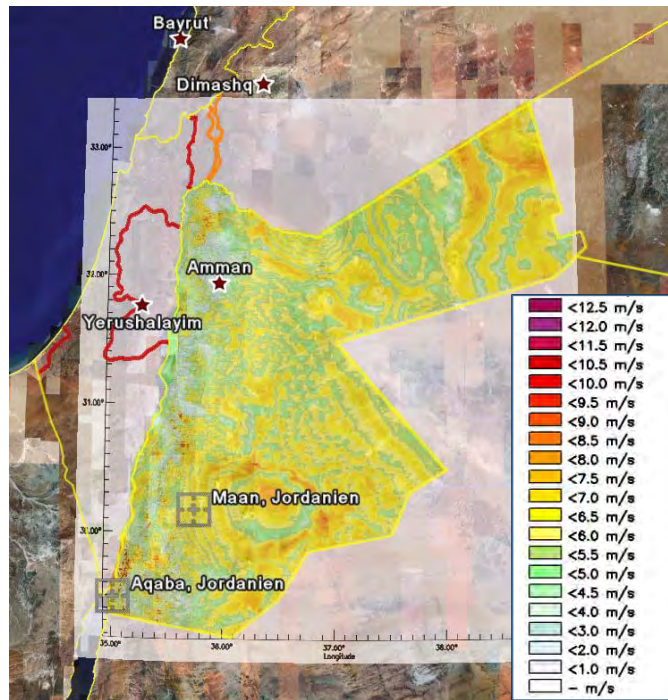 Bayrut
Dimashq
33.00°
32.00°
Amman
Yerushalayim
31.00°
Maan, Jordanien
30.00°
Aqaba, Jordanien
35.00°
36.00°
37.00°
38.00°
Longitude
<12.5 m/s
<12.0 m/s
<11.5 m/s
<10.5 m/s
<10.0 m/s
<9.5 m/s
<9.0 m/s
<8.5 m/s
<8.0 m/s
<7.5 m/s
<7.0 m/s
<6.5 m/s
<6.0 m/s
<5.5 m/s
<5.0 m/s
<4.5 m/s
<4.0 m/s
<3.0 m/s
<2.0 m/s
<1.0 m/s
– m/s